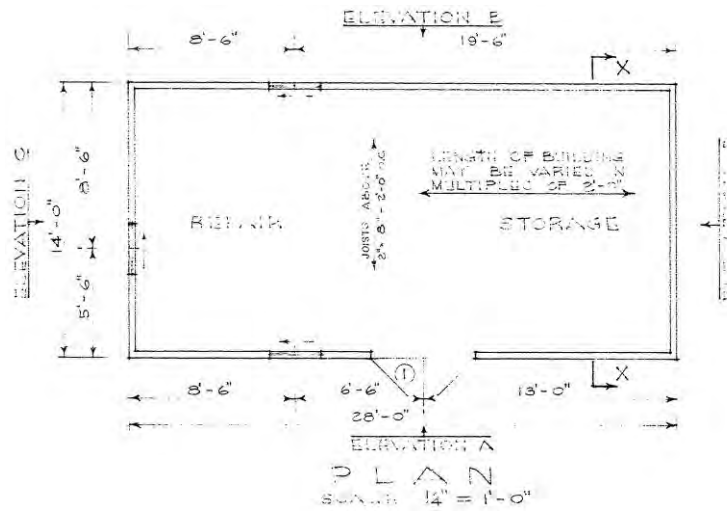 ELEVATION B
8'-6"
19'-6"
X
ELEVATION C
14'-0"
8'-6"
5'-6"
REPAIR
JOISTS ABOVE
2"x 8" - 2'-0" O.C.
LENGTH OF BUILDING
MAY BE VARIED IN
MULTIPLES OF 2'-0"
STORAGE
1
X
8'-6"
6'-6"
13'-0"
28'-0"
ELEVATION A
PLAN
SCALE 1/4" = 1'-0"